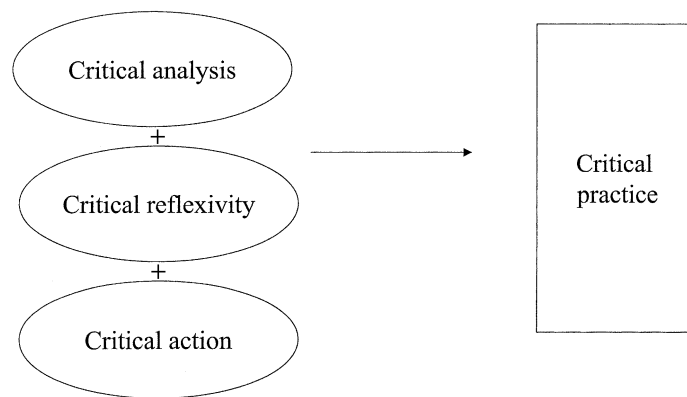 Critical analysis
+
Critical reflexivity
+
Critical action
Critical
practice